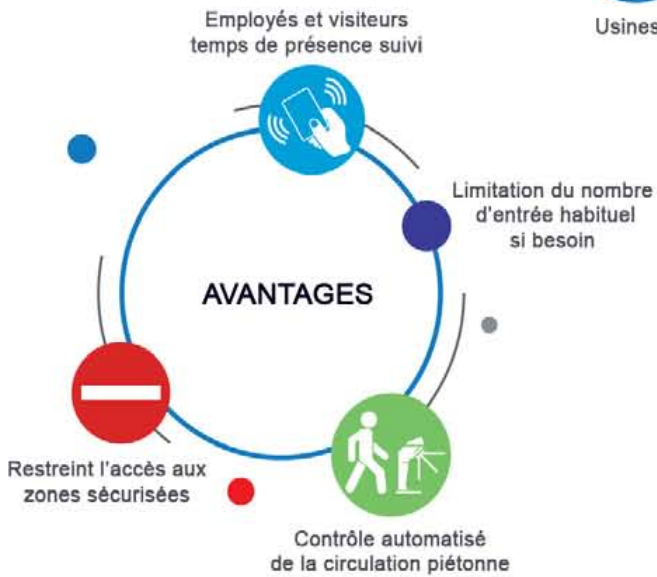 Employés et visiteurs
temps de présence suivi
Usines
Limitation du nombre
d'entrée habituel
si besoin
AVANTAGES
Restreint l'accès aux
zones sécurisées
Contrôle automatisé
de la circulation piétonne